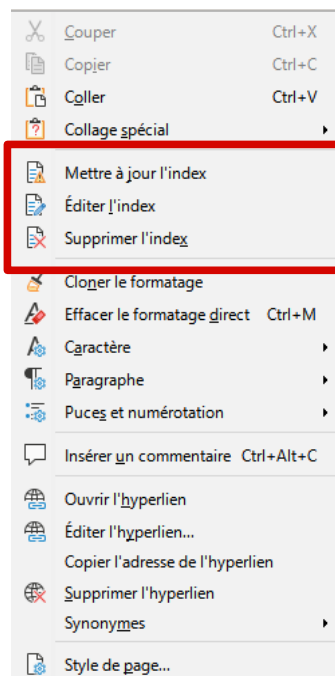 Couper Ctrl+X
Copier Ctrl+C
Coller Ctrl+V
Collage spécial
Mettre à jour l'index
Éditer l'index
Supprimer l'index
Cloner le formatage
Effacer le formatage direct Ctrl+M
Caractère
Paragraphe
Puces et numérotation
Insérer un commentaire Ctrl+Alt+C
Ouvrir l'hyperlien
Éditer l'hyperlien...
Copier l'adresse de l'hyperlien
Supprimer l'hyperlien
Synonymes
Style de page...